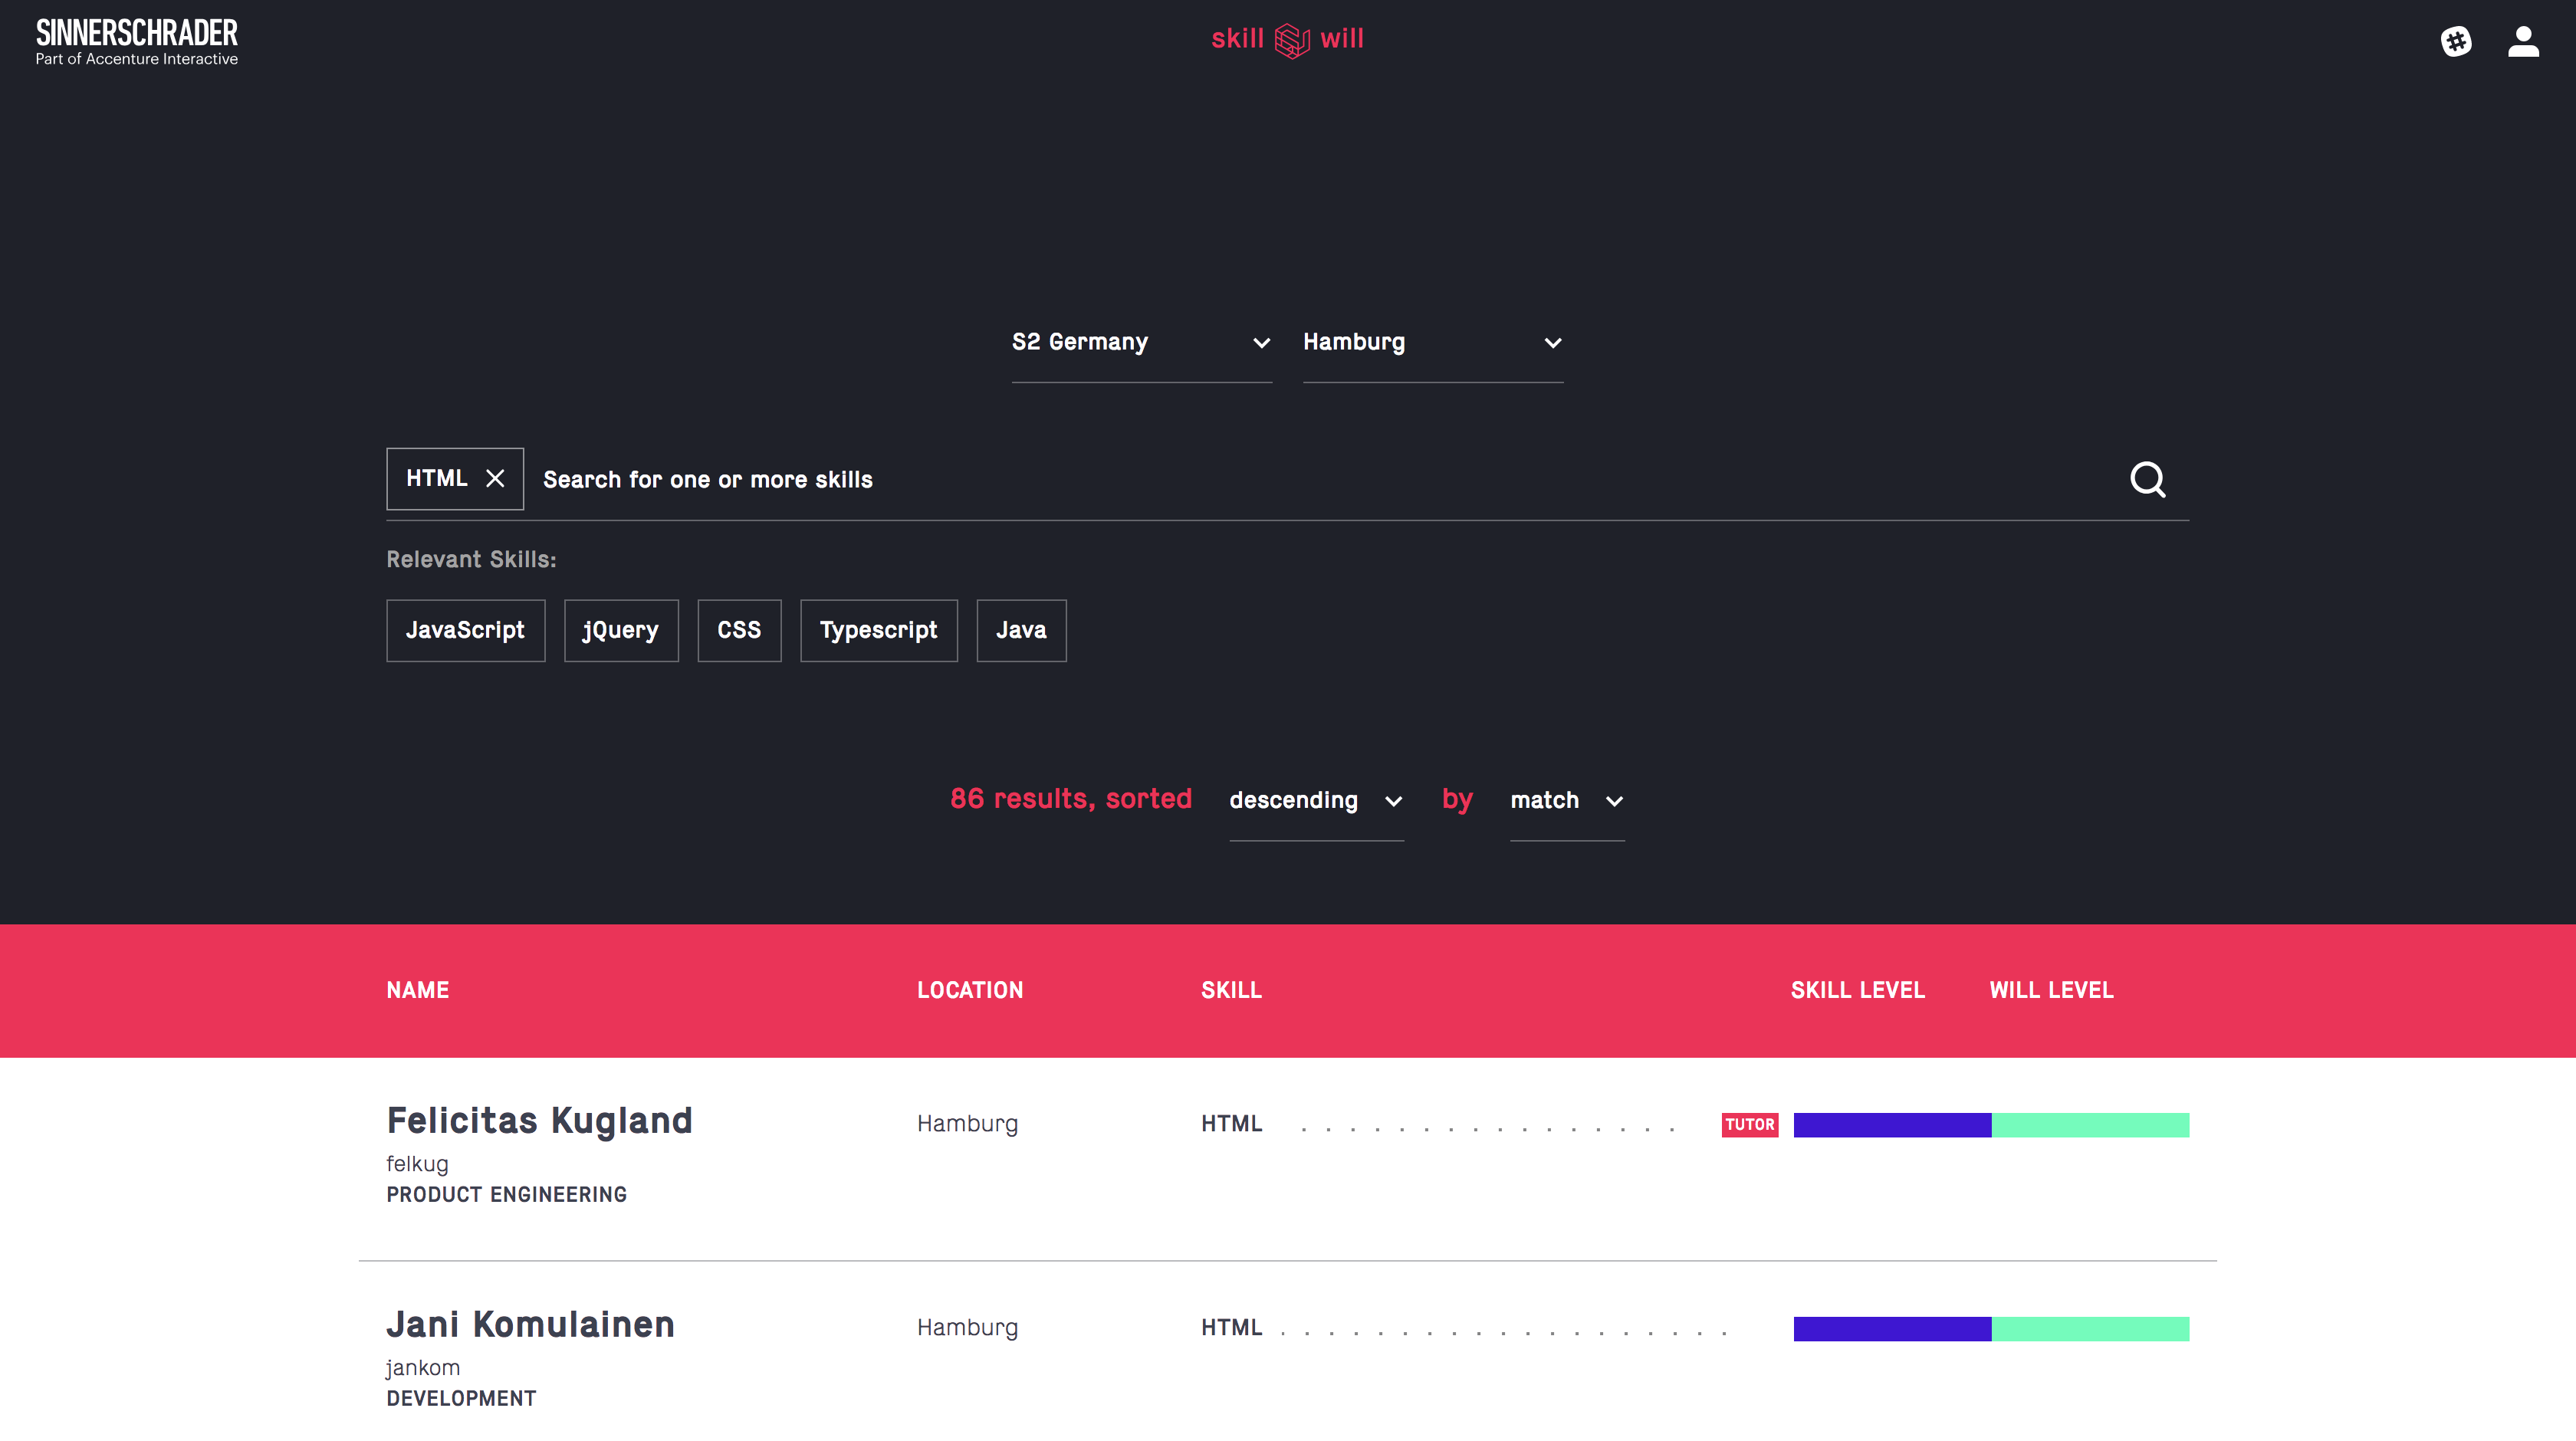 SINNERSCHRADER
Part of Accenture Interactive
skill will
S2 Germany Hamburg
HTML Search for one or more skills
Relevant Skills:
JavaScript jQuery CSS Typescript Java
86 results, sorted descending by match
NAME LOCATION SKILL SKILL LEVEL WILL LEVEL
Felicitas Kugland Hamburg HTML . . . . . . . . . . . . . . . . TUTOR
felkug
PRODUCT ENGINEERING
Jani Komulainen Hamburg HTML . . . . . . . . . . . . . . . . . . .
jankom
DEVELOPMENT